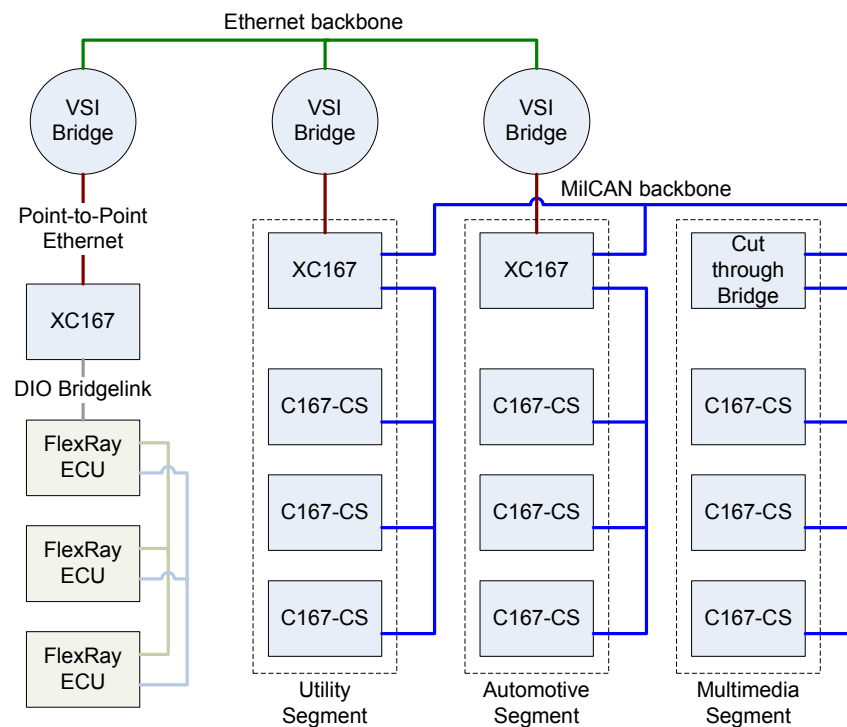 Ethernet backbone
VSI
Bridge
VSI
Bridge
VSI
Bridge
MilCAN backbone
Point-to-Point
Ethernet
XC167
XC167
Cut
through
Bridge
XC167
DIO Bridgelink
FlexRay
ECU
C167-CS
C167-CS
C167-CS
FlexRay
ECU
C167-CS
C167-CS
C167-CS
FlexRay
ECU
C167-CS
C167-CS
C167-CS
Utility
Segment
Automotive
Segment
Multimedia
Segment